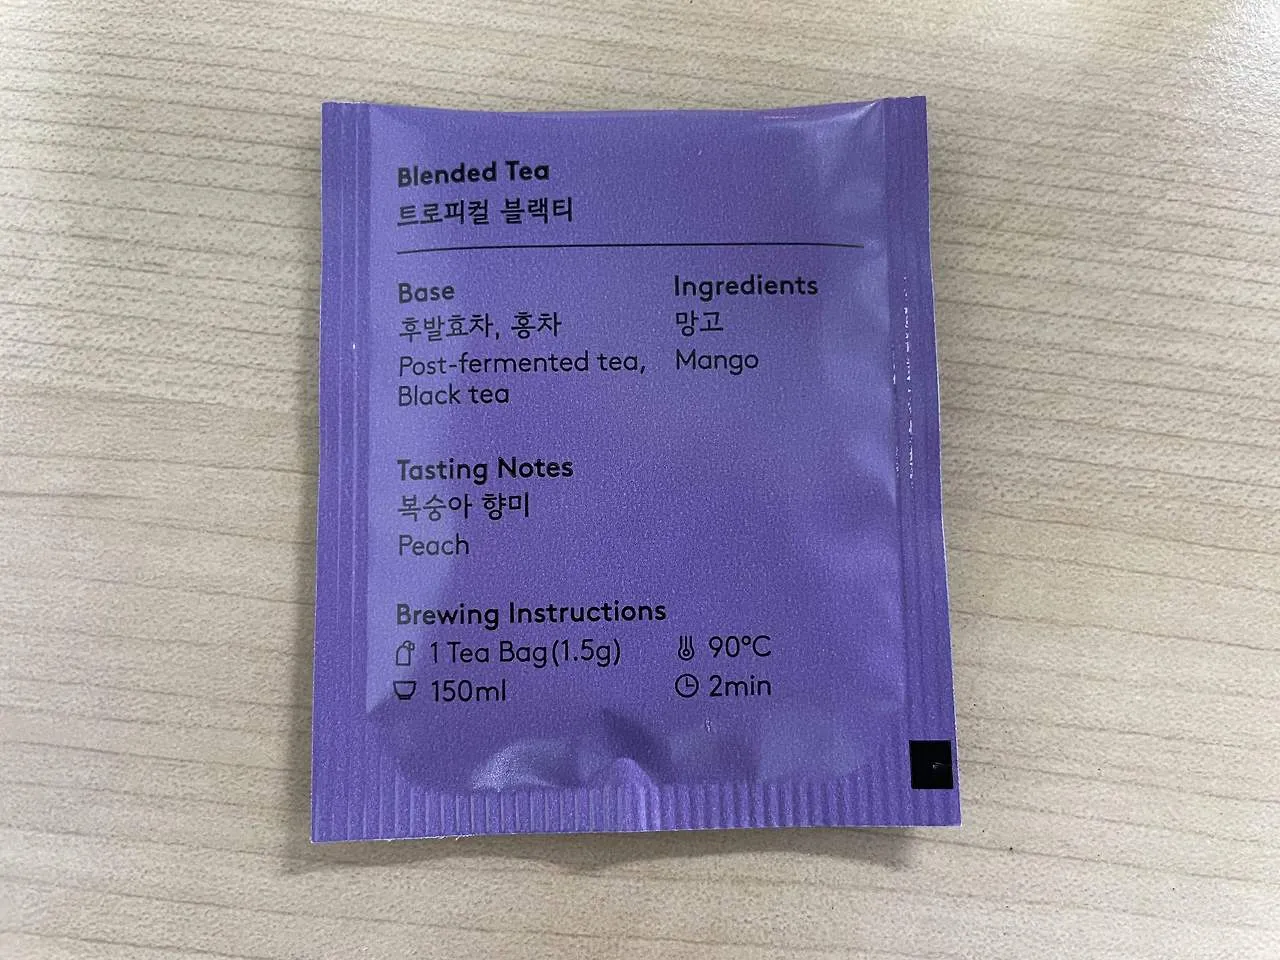 Blended Tea
트로피컬 블랙티
Base
후발효차, 홍차
Post-fermented tea,
Black tea
Ingredients
망고
Mango
Tasting Notes
복숭아 향미
Peach
Brewing Instructions
1 Tea Bag(1.5g)
90°C
150ml
2min